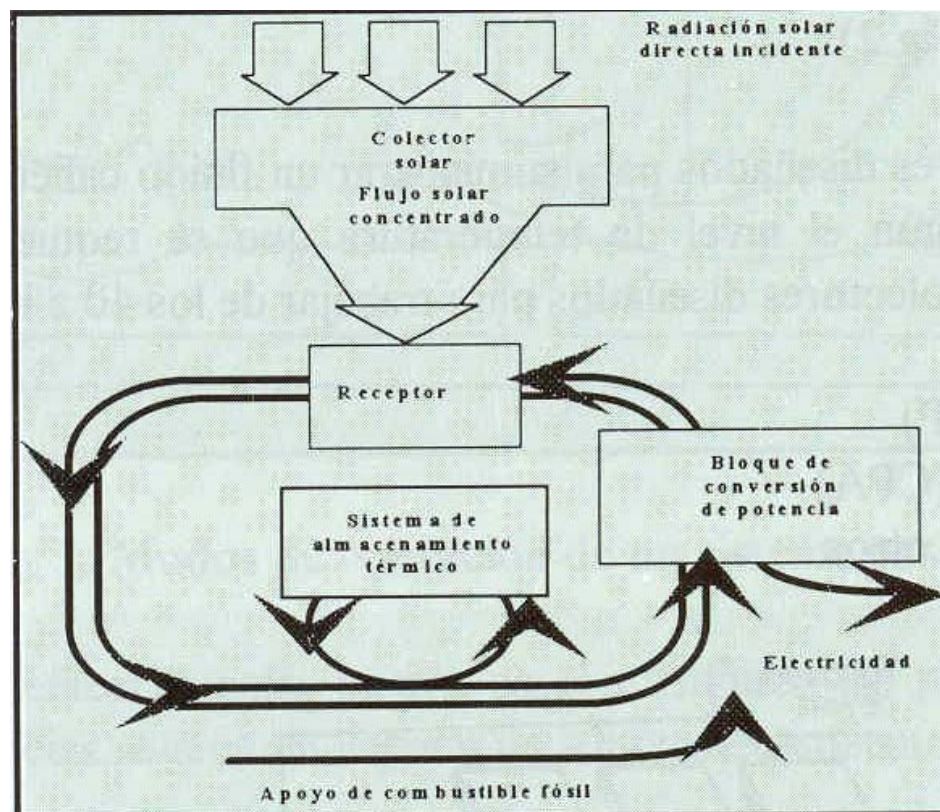 Radiación solar
directa incidente
Colector
solar
Flujo solar
concentrado
Receptor
Bloque de
conversión
de potencia
Sistema de
almacenamiento
térmico
Electricidad
Apoyo de combustible fósil